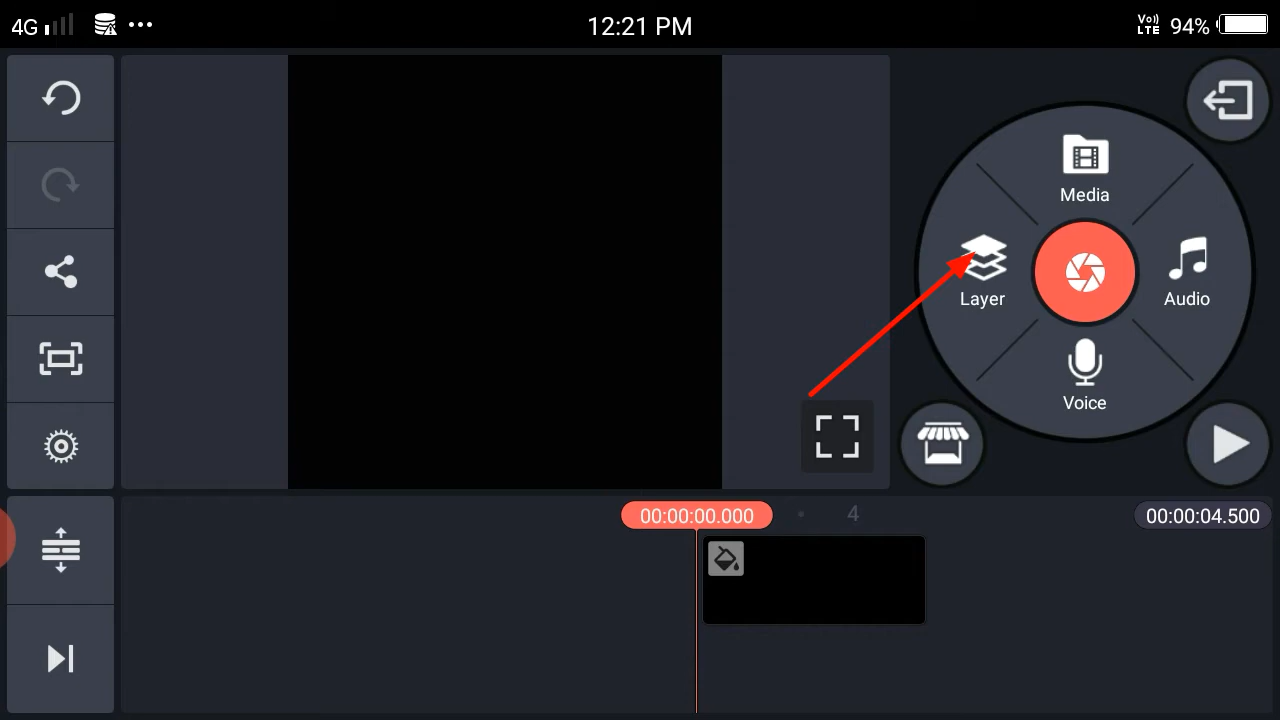 4G
12:21 PM
Vo))
LTE
94%
Media
Layer
Audio
Voice
00:00:00.000
4
00:00:04.500